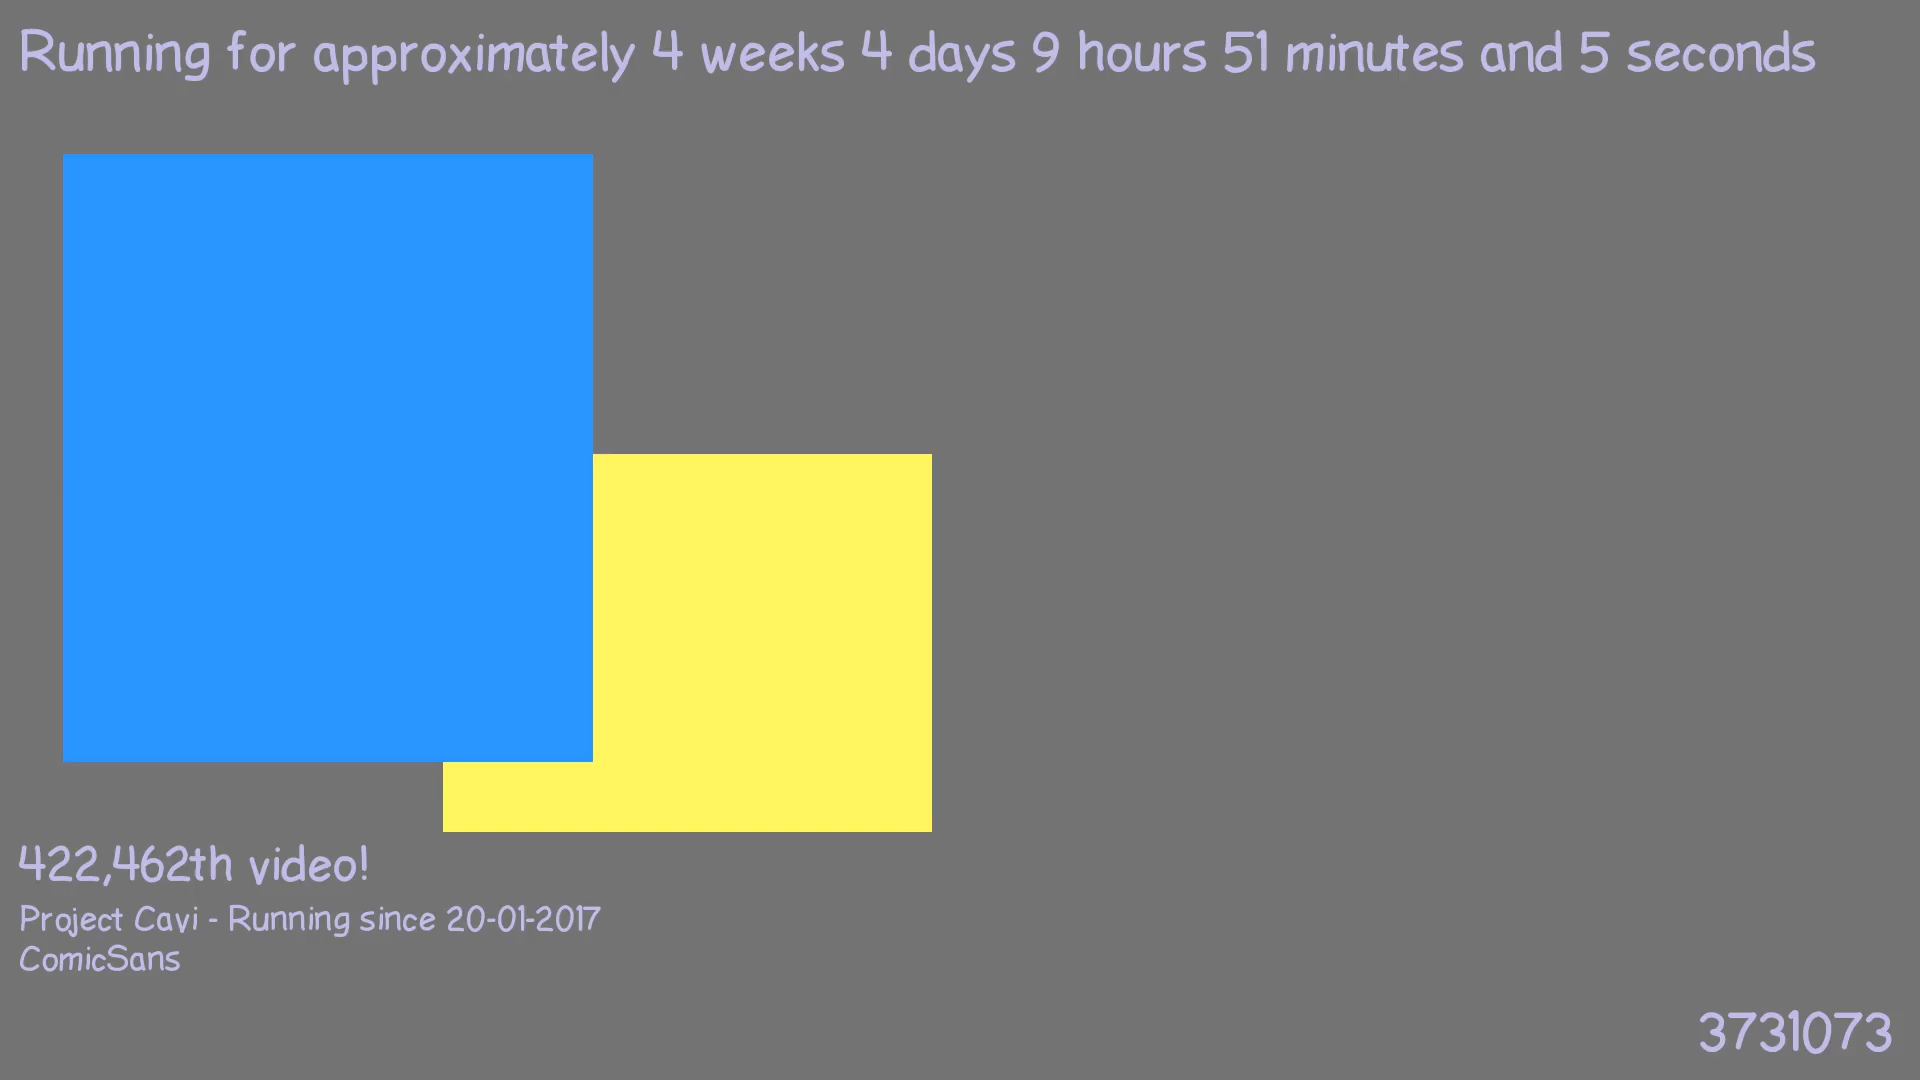 Running for approximately 4 weeks 4 days 9 hours 51 minutes and 5 seconds
422,462th video!
Project Cavi - Running since 20-01-2017
ComicSans
3731073